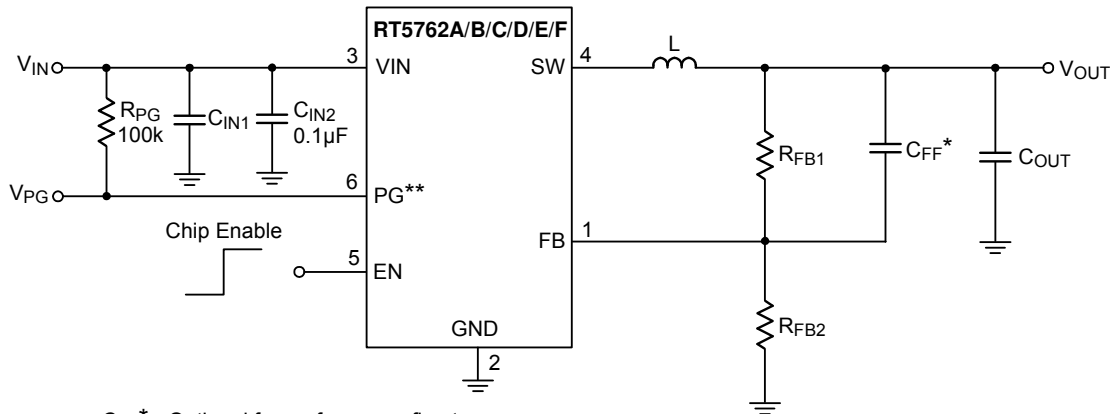 RT5762A/B/C/D/E/F
VIN
3
VIN
SW
4
L
VOUT
RPG
100k
CIN1
CIN2
0.1µF
RFB1
CFF*
COUT
VPG
6
PG**
Chip Enable
FB
1
5
EN
RFB2
GND
2